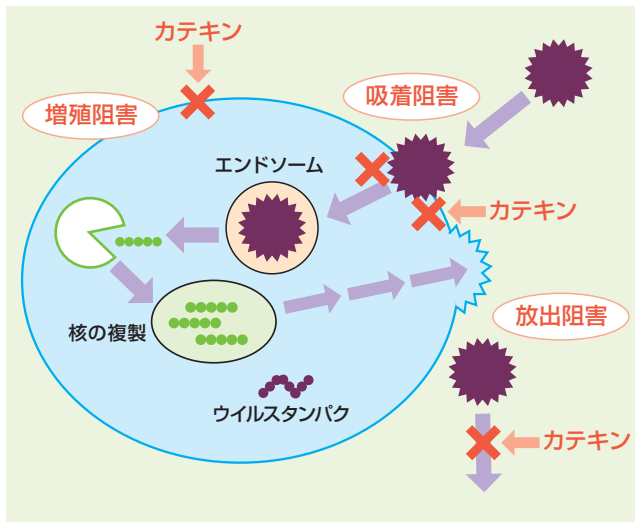 カテキン
増殖阻害
吸着阻害
エンドソーム
カテキン
核の複製
放出阻害
ウイルスタンパク
カテキン